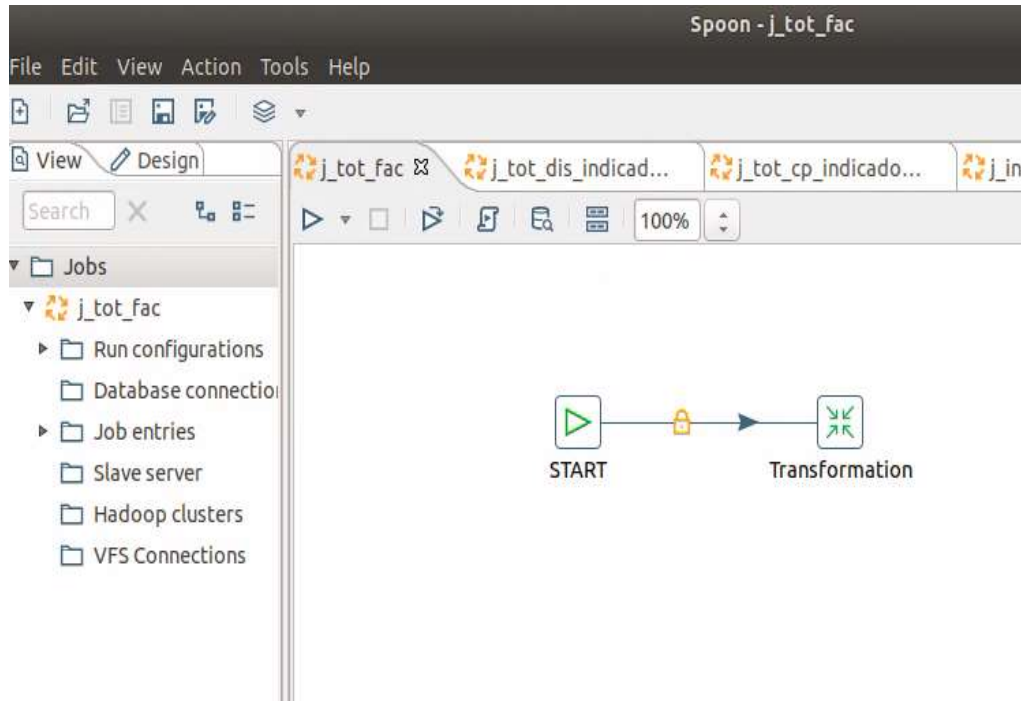 Spoon - j_tot_fac
File Edit View Action Tools Help
View Design
j_tot_fac j_tot_dis_indicad... j_tot_cp_indicado... j_in
Search
100%
Jobs
j_tot_fac
Run configurations
Database connectio
Job entries
Slave server
Hadoop clusters
VFS Connections
START Transformation